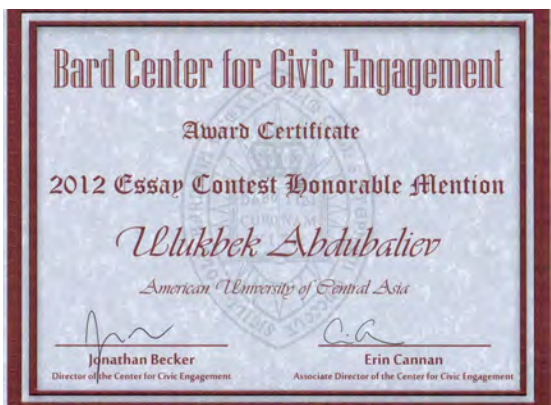 Bard Center for Civic Engagement
Award Certificate
2012 Essay Contest Honorable Mention
Ulukbek Abdubaliev
American University of Central Asia
Jonathan Becker
Erin Cannan
Director of the Center for Civic Engagement
Associate Director of the Center for Civic Engagement